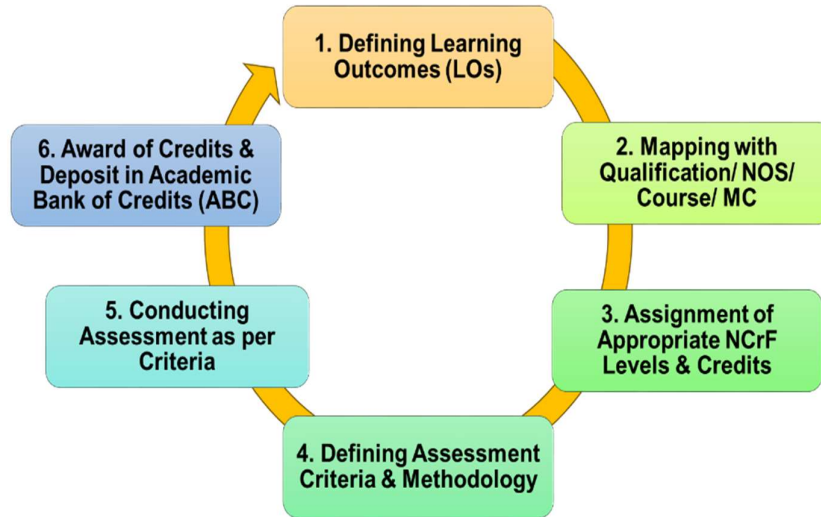 1. Defining Learning
Outcomes (LOs)
2. Mapping with
Qualification/ NOS/
Course/ MC
3. Assignment of
Appropriate NCrF
Levels & Credits
4. Defining Assessment
Criteria & Methodology
5. Conducting
Assessment as per
Criteria
6. Award of Credits &
Deposit in Academic
Bank of Credits (ABC)